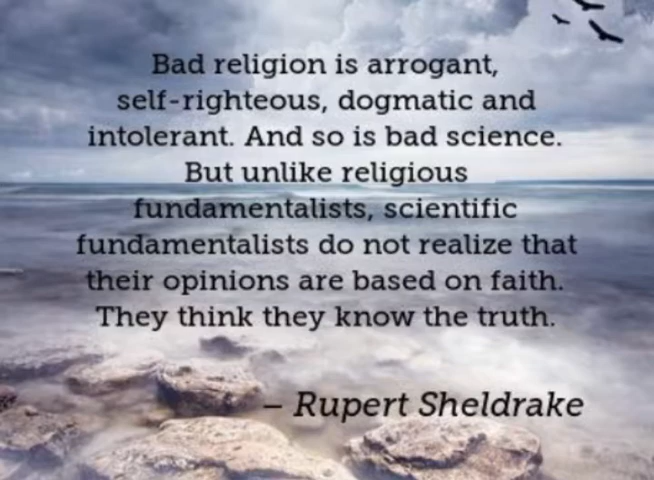 Bad religion is arrogant,
self-righteous, dogmatic and
intolerant. And so is bad science.
But unlike religious
fundamentalists, scientific
fundamentalists do not realize that
their opinions are based on faith.
They think they know the truth.
– Rupert Sheldrake